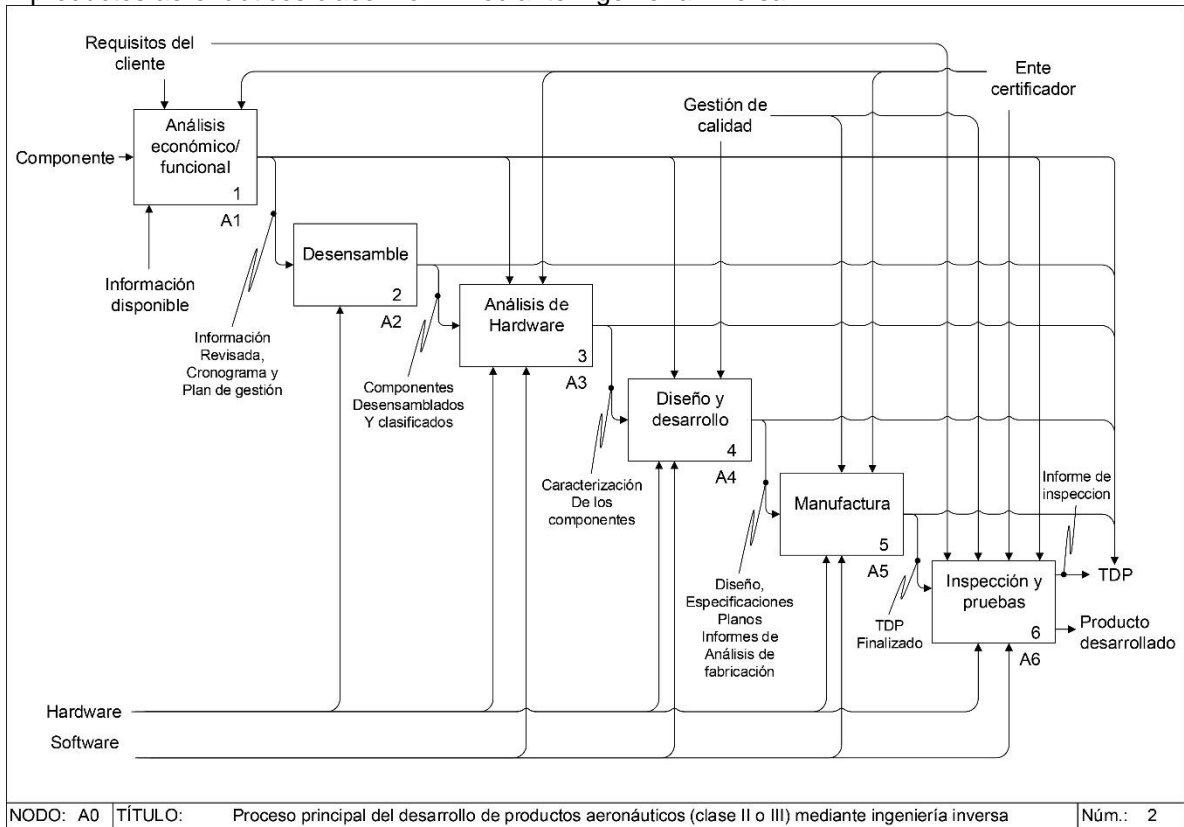 Requisitos del
cliente
Ente
certificador
Gestión de
calidad
Componente
Análisis
económico/
funcional
1
A1
Información
disponible
Desensamble
2
A2
Información
Revisada,
Cronograma y
Plan de gestión
Análisis de
Hardware
3
A3
Componentes
Desensamblados
Y clasificados
Diseño y
desarrollo
4
A4
Caracterización
De los
componentes
Manufactura
5
A5
Diseño,
Especificaciones
Planos
Informes de
Análisis de
fabricación
Informe de
inspeccion
Inspección y
pruebas
6
A6
TDP
Finalizado
TDP
Producto
desarrollado
Hardware
Software
NODO: A0 TÍTULO: Proceso principal del desarrollo de productos aeronáuticos (clase II o III) mediante ingeniería inversa Núm.: 2